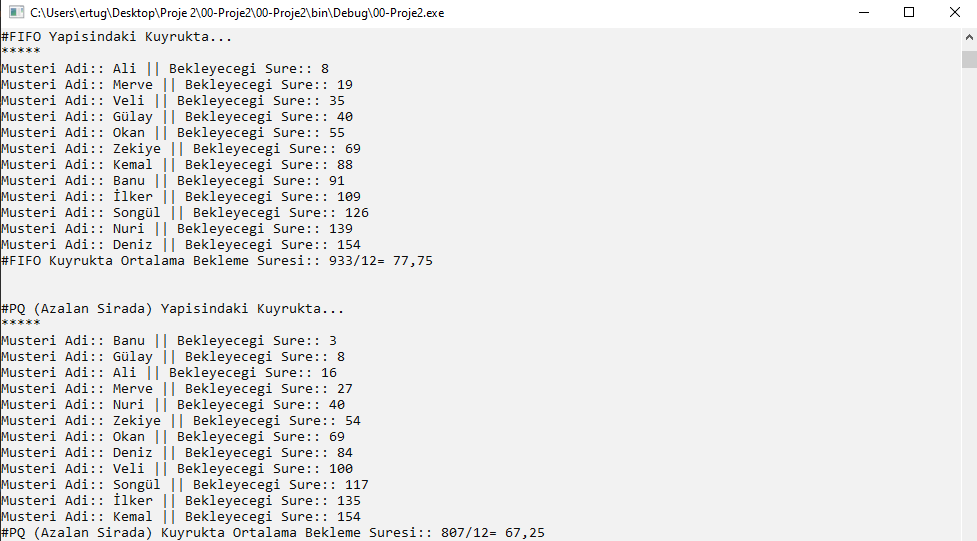 C:\Users\ertug\Desktop\Proje 2\00-Proje2\00-Proje2\bin\Debug\00-Proje2.exe
#FIFO Yapisindaki Kuyrukta...
*****
Musteri Adi:: Ali || Bekleyecegi Sure:: 8
Musteri Adi:: Merve || Bekleyecegi Sure:: 19
Musteri Adi:: Veli || Bekleyecegi Sure:: 35
Musteri Adi:: Gülay || Bekleyecegi Sure:: 40
Musteri Adi:: Okan || Bekleyecegi Sure:: 55
Musteri Adi:: Zekiye || Bekleyecegi Sure:: 69
Musteri Adi:: Kemal || Bekleyecegi Sure:: 88
Musteri Adi:: Banu || Bekleyecegi Sure:: 91
Musteri Adi:: İlker || Bekleyecegi Sure:: 109
Musteri Adi:: Songül || Bekleyecegi Sure:: 126
Musteri Adi:: Nuri || Bekleyecegi Sure:: 139
Musteri Adi:: Deniz || Bekleyecegi Sure:: 154
#FIFO Kuyrukta Ortalama Bekleme Suresi:: 933/12= 77,75
#PQ (Azalan Sirada) Yapisindaki Kuyrukta...
*****
Musteri Adi:: Banu || Bekleyecegi Sure:: 3
Musteri Adi:: Gülay || Bekleyecegi Sure:: 8
Musteri Adi:: Ali || Bekleyecegi Sure:: 16
Musteri Adi:: Merve || Bekleyecegi Sure:: 27
Musteri Adi:: Nuri || Bekleyecegi Sure:: 40
Musteri Adi:: Zekiye || Bekleyecegi Sure:: 54
Musteri Adi:: Okan || Bekleyecegi Sure:: 69
Musteri Adi:: Deniz || Bekleyecegi Sure:: 84
Musteri Adi:: Veli || Bekleyecegi Sure:: 100
Musteri Adi:: Songül || Bekleyecegi Sure:: 117
Musteri Adi:: İlker || Bekleyecegi Sure:: 135
Musteri Adi:: Kemal || Bekleyecegi Sure:: 154
#PQ (Azalan Sirada) Kuyrukta Ortalama Bekleme Suresi:: 807/12= 67,25